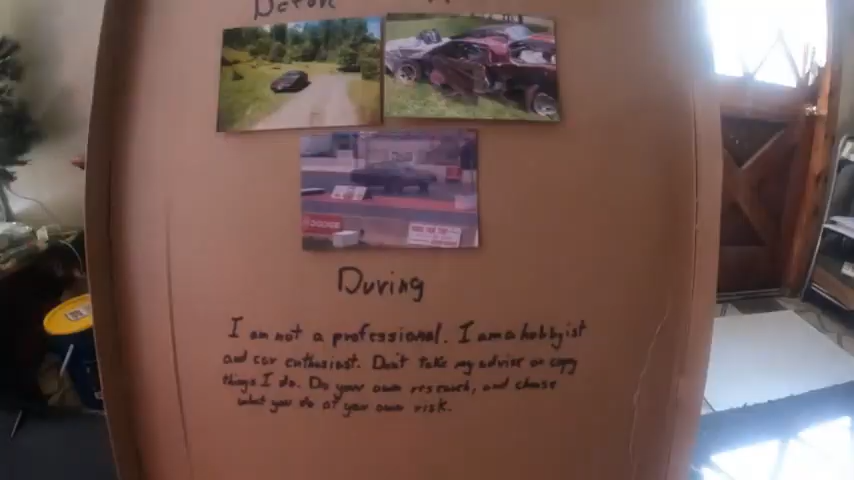 Before
During
I am not a professional. I am a hobbyist
and car enthusiast. Don't take my advise or copy
things I do. Do your own research, and chose
what you do at your own risk.